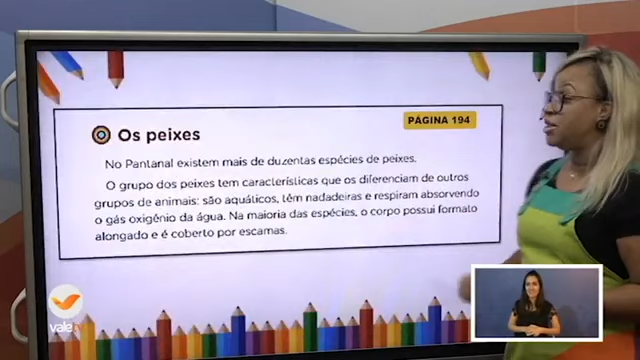 PÁGINA 194
Os peixes
No Pantanal existem mais de duzentas espécies de peixes.
O grupo dos peixes tem características que os diferenciam de outros
grupos de animais: são aquáticos, têm nadadeiras e respiram absorvendo
o gás oxigênio da água. Na maioria das espécies, o corpo possui formato
alongado e é coberto por escamas.
vale